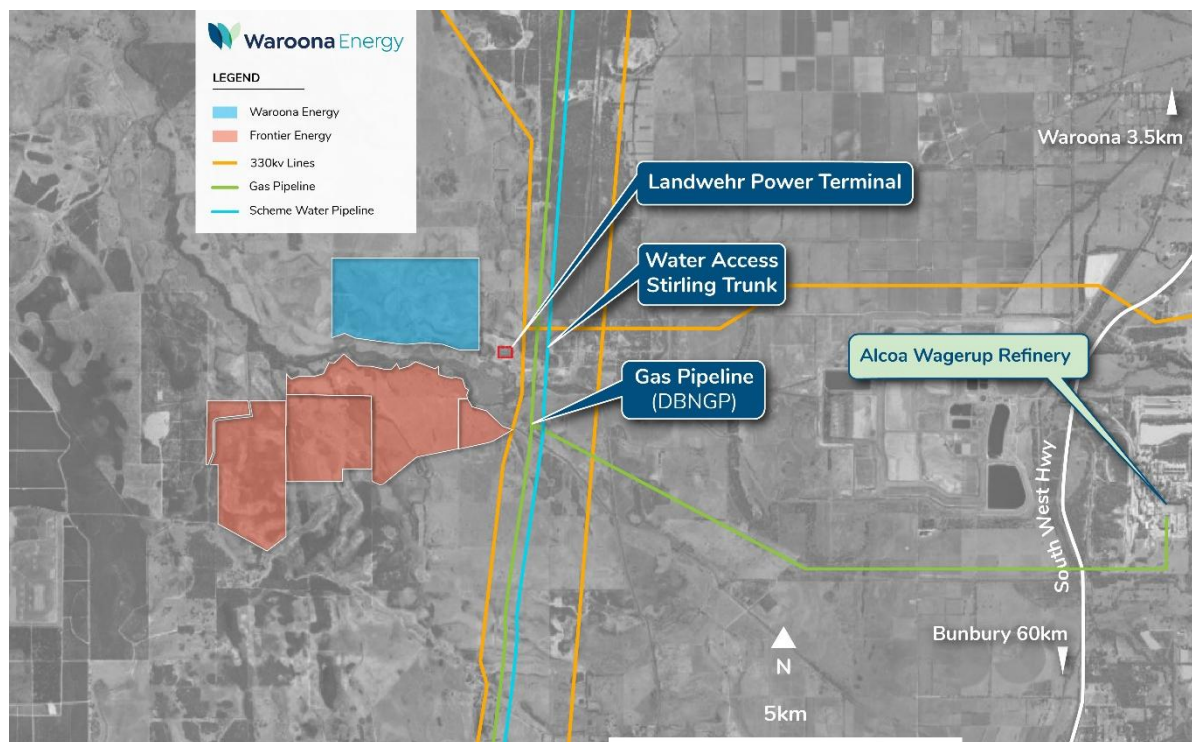 Waroona Energy
LEGEND
Waroona Energy
Frontier Energy
330kv Lines
Gas Pipeline
Scheme Water Pipeline
Waroona 3.5km
Landwehr Power Terminal
Water Access
Stirling Trunk
Alcoa Wagerup Refinery
Gas Pipeline
(DBNGP)
South West Hwy
Bunbury 60km
N
5km